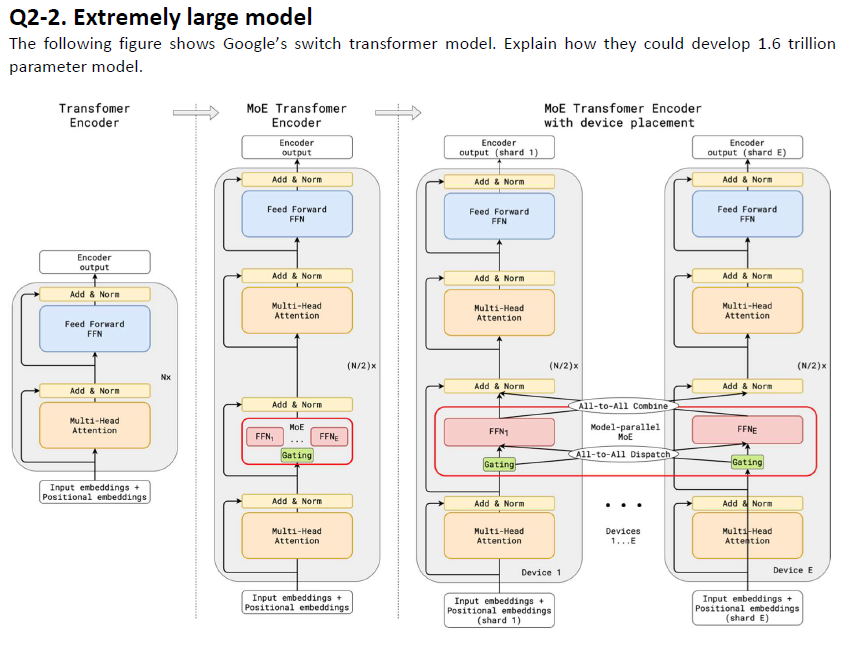 Q2-2. Extremely large model
The following figure shows Google's switch transformer model. Explain how they could develop 1.6 trillion
parameter model.
Transfomer
Encoder
Encoder
output
Add & Norm
Feed Forward
FFN
Nx
Add & Norm
Multi-Head
Attention
Input embeddings +
Positional embeddings
MoE Transfomer
Encoder
Encoder
output
Add & Norm
Feed Forward
FFN
Add & Norm
Multi-Head
Attention
(N/2)x
Add & Norm
MoE
FFN1 ... FFNE
Gating
Add & Norm
Multi-Head
Attention
Input embeddings +
Positional embeddings
MoE Transfomer Encoder
with device placement
Encoder
output (shard 1)
Add & Norm
Feed Forward
FFN
Add & Norm
Multi-Head
Attention
(N/2)x
Add & Norm
FFN1
Gating
Add & Norm
Multi-Head
Attention
Device 1
Input embeddings +
Positional embeddings
(shard 1)
All-to-All Combine
Model-parallel
MoE
All-to-All Dispatch
• • •
Devices
1...E
Encoder
output (shard E)
Add & Norm
Feed Forward
FFN
Add & Norm
Multi-Head
Attention
(N/2)x
Add & Norm
FFNE
Gating
Add & Norm
Multi-Head
Attention
Device E
Input embeddings +
Positional embeddings
(shard E)